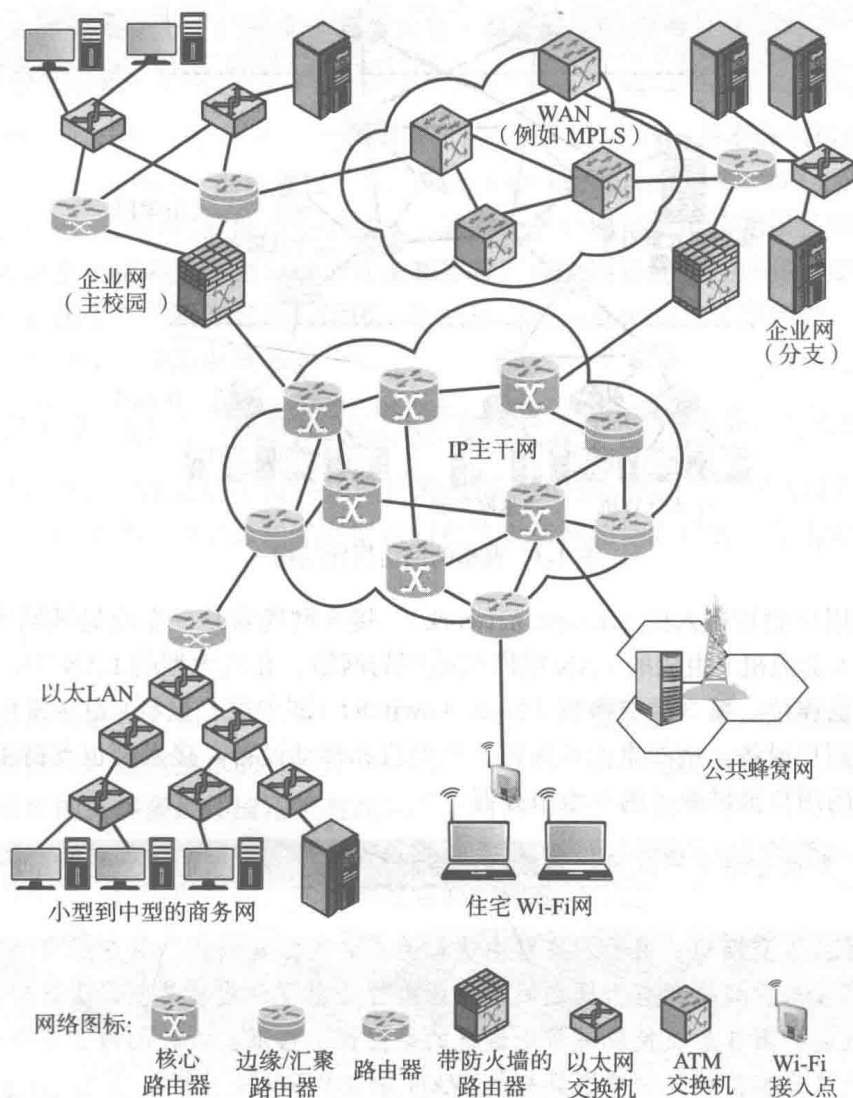 WAN
(例如 MPLS)
企业网
(主校园)
企业网
(分支)
IP主干网
以太LAN
公共蜂窝网
小型到中型的商务网
住宅 Wi-Fi网
网络图标:
核心
路由器
边缘/汇聚
路由器
路由器
带防火墙的
路由器
以太网
交换机
ATM
交换机
Wi-Fi
接入点